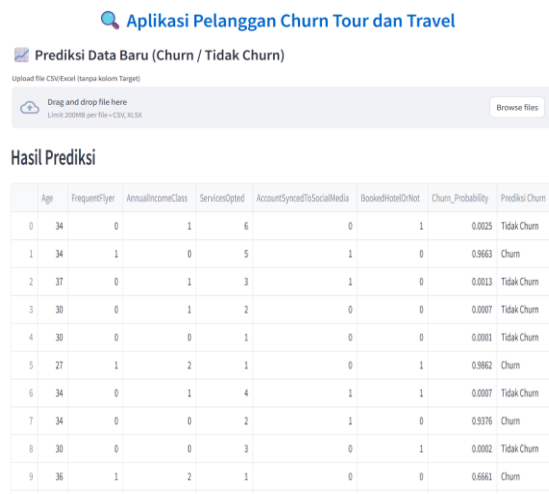 Aplikasi Pelanggan Churn Tour dan Travel
Prediksi Data Baru (Churn / Tidak Churn)
Upload file CSV/Excel (tanpa kolom Target)
Drag and drop file here
Limit 200MB per file • CSV, XLSX
Browse files
Hasil Prediksi
Age FrequentFlyer AnnualIncomeClass ServicesOpted AccountSyncedToSocialMedia BookedHotelOrNot Churn_Probability Prediksi Churn
0 34 0 1 6 0 1 0.0025 Tidak Churn
1 34 1 0 5 1 0 0.9663 Churn
2 37 0 1 3 1 0 0.0013 Tidak Churn
3 30 0 1 2 0 0 0.0007 Tidak Churn
4 30 0 0 1 0 0 0.0001 Tidak Churn
5 27 1 2 1 0 1 0.9862 Churn
6 34 0 1 4 1 1 0.0007 Tidak Churn
7 34 0 0 2 1 0 0.9376 Churn
8 30 0 0 3 0 1 0.0002 Tidak Churn
9 36 1 2 1 0 0 0.6661 Churn